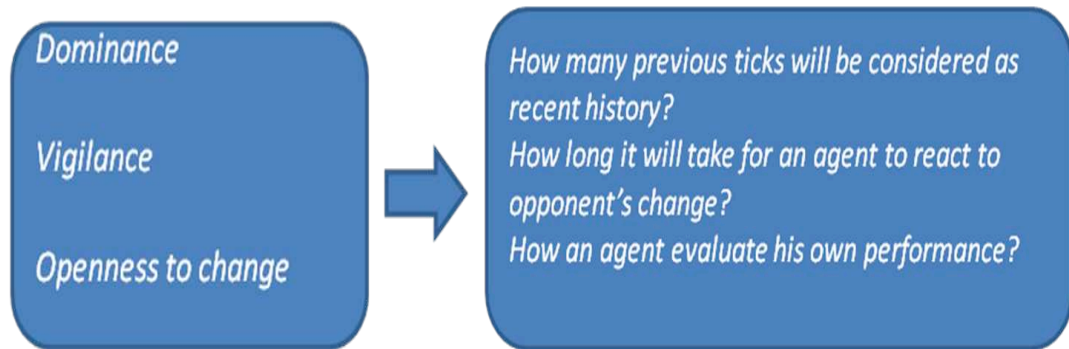 Dominance
Vigilance
Openness to change
How many previous ticks will be considered as
recent history?
How long it will take for an agent to react to
opponent's change?
How an agent evaluate his own performance?